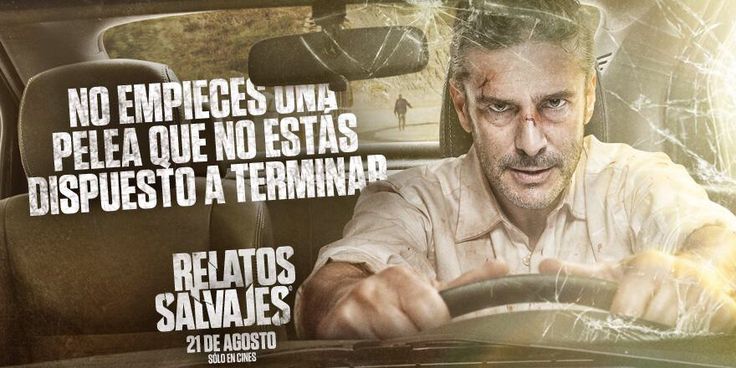 NO EMPIECES UNA
PELEA QUE NO ESTÁS
DISPUESTO A TERMINAR
RELATOS
SALVAJES
21 DE AGOSTO
SÓLO EN CINES